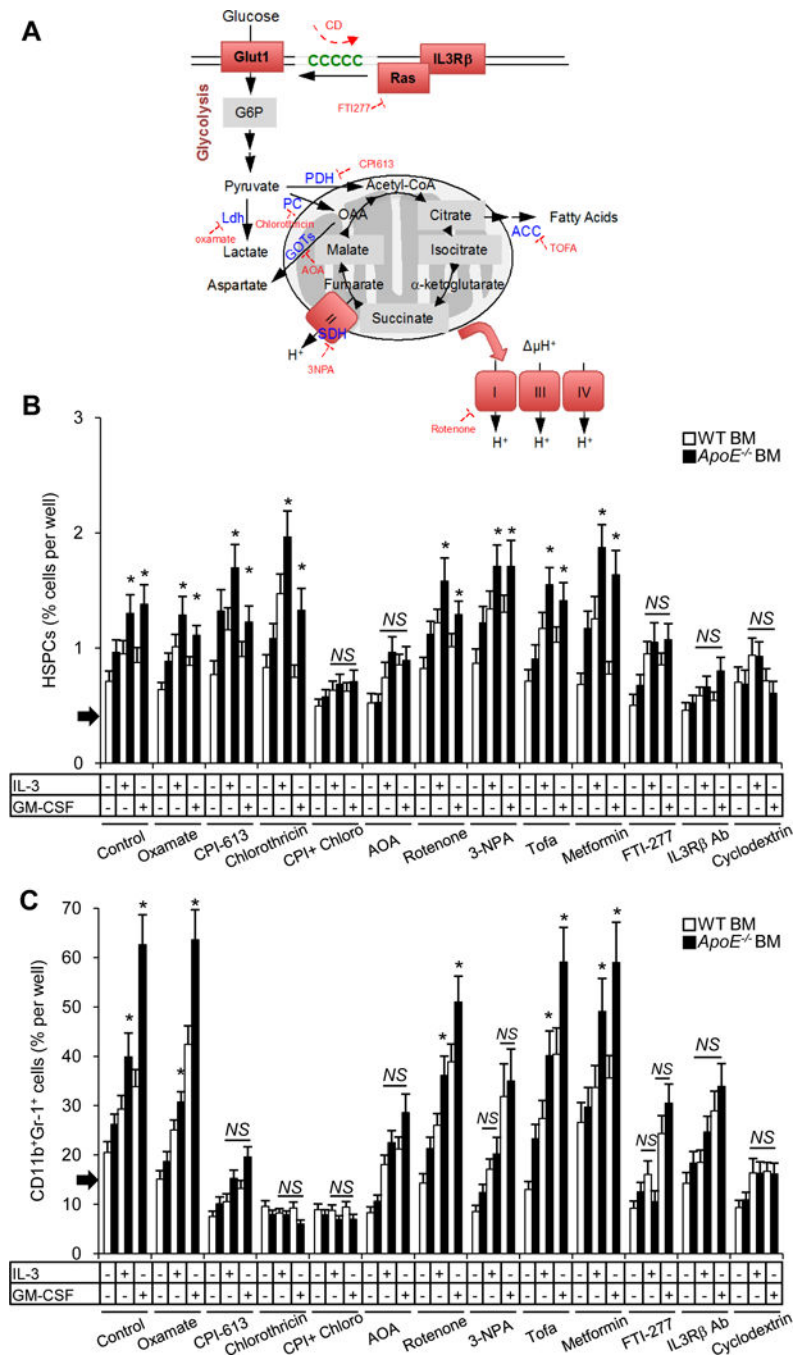 A
Glucose
CD
Glut1
CCCCC
IL3Rβ
Ras
FTI277
Glycolysis
G6P
CPI613
Pyruvate
PDH
Acetyl-CoA
PC
OAA
Citrate
Fatty Acids
Ldh
Chlorothricin
ACC
oxamate
GOTs
Malate
Isocitrate
TOFA
Lactate
AOA
Aspartate
Fumarate
α-ketoglutarate
II
SDH
Succinate
H+
3NPA
ΔμH+
I III IV
Rotenone
H+ H+ H+
B
WT BM
ApoE-/- BM
HSPCs (% cells per well)
3
2
1
0
* * * * * * * * NS NS * * * * * * * * NS NS NS
IL-3 - + - - + - - + - - + - - + - - + - - + - - + - - + - - + - - + - - + - - + -
GM-CSF - - + - - + - - + - - + - - + - - + - - + - - + - - + - - + - - + - - + - - +
Control Oxamate CPI-613 Chlorothricin CPI+ Chloro AOA Rotenone 3-NPA Tofa Metformin FTI-277 IL3Rβ Ab Cyclodextrin
C
WT BM
ApoE-/- BM
CD11b+Gr-1+ cells (% per well)
70
60
50
40
30
20
10
0
* * * * NS NS NS NS * * NS NS * * * * NS NS NS NS
IL-3 - + - - + - - + - - + - - + - - + - - + - - + - - + - - + - - + - - + - - + -
GM-CSF - - + - - + - - + - - + - - + - - + - - + - - + - - + - - + - - + - - + - - +
Control Oxamate CPI-613 Chlorothricin CPI+ Chloro AOA Rotenone 3-NPA Tofa Metformin FTI-277 IL3Rβ Ab Cyclodextrin